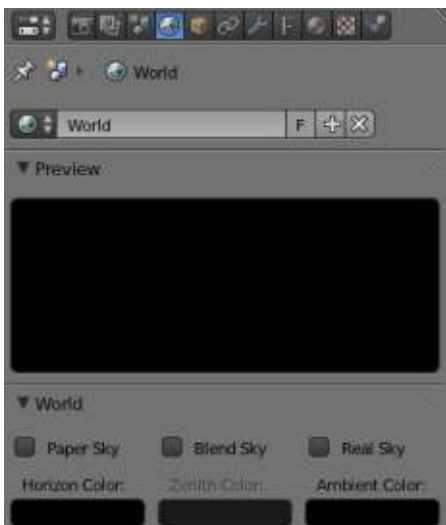 World
World F
Preview
World
Paper Sky Blend Sky Real Sky
Horizon Color: Zenith Color: Ambient Color: